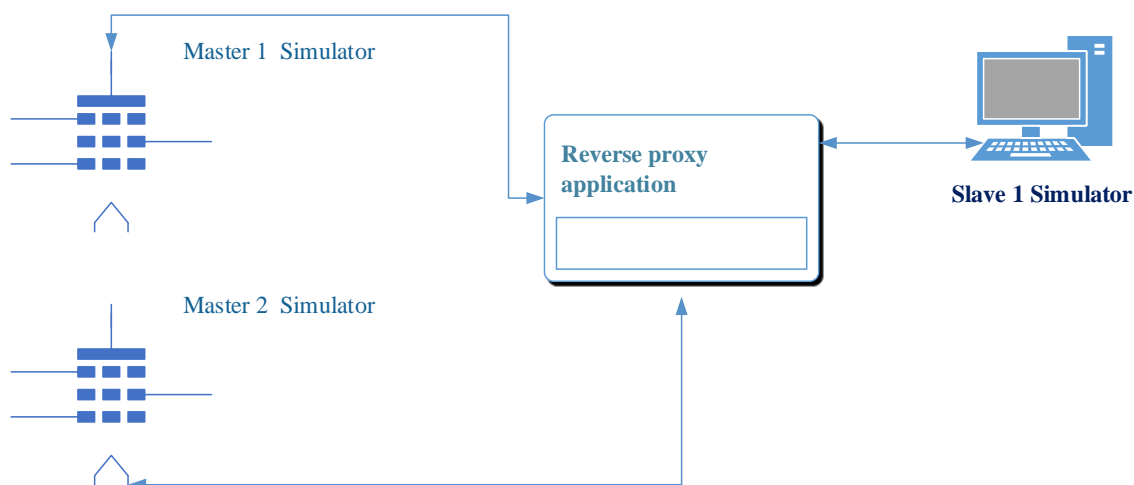 Master 1  Simulator
Reverse proxy
application
Slave 1 Simulator
Master 2  Simulator